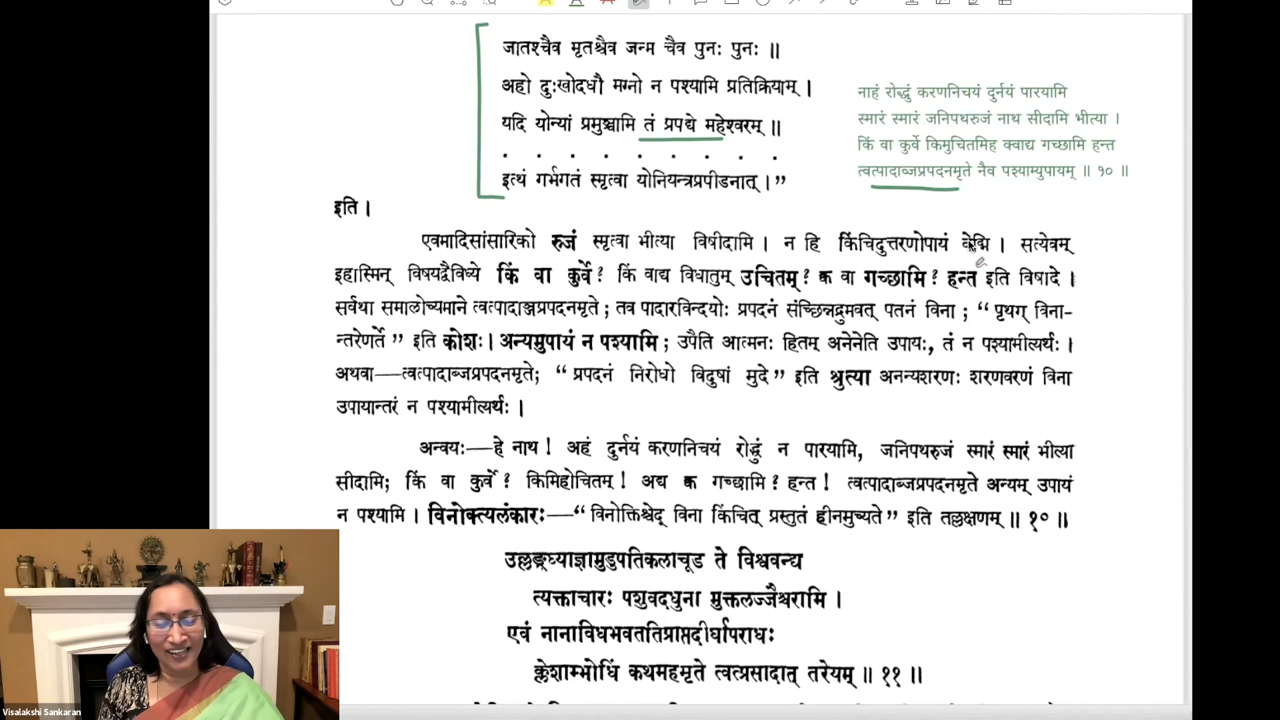 जातश्चैव मृतश्चैव जन्म चैव पुनः पुनः ॥
अहो दुःखोदधौ मग्नो न पश्यामि प्रतिक्रियाम् ।
यदि योन्यां प्रमुञ्चामि तं प्रपद्ये महेश्वरम् ॥
. . . . . . . . .
इत्थं गर्भगतं स्मृत्वा योनियन्त्रप्रपीडनात् ।”
नाहं रोद्धुं करणनिचयं दुर्नयं पारयामि
स्मारं स्मारं जनिपथरुजं नाथ सीदामि भीत्या ।
किं वा कुर्वे किमुचितमिह क्वाद्य गच्छामि हन्त
त्वत्पादाब्जप्रपदनमृते नैव पश्याम्युपायम् ॥ १० ॥
इति ।
एवमादिसांसारिको रुजं स्मृत्वा भीत्या विषीदामि । न हि किंचिदुत्तरणोपायं वेद्मि । सत्येवम्
इहास्मिन् विषयद्वैविध्ये किं वा कुर्वे ? किं वाद्य विधातुम् उचितम् ? क्व वा गच्छामि ? हन्त इति विषादे ।
सर्वथा समालोच्यमाने त्वत्पादाब्जप्रपदनमृते ; तव पादारविन्दयोः प्रपदनं संच्छिन्नद्रुमवत् पतनं विना ; “ पृथग् विना-
न्तरेणर्ते ” इति कोशः । अन्यमुपायं न पश्यामि ; उपैति आत्मनः हितम् अनेनेति उपायः, तं न पश्यामीत्यर्थः ।
अथवा—त्वत्पादाब्जप्रपदनमृते; “ प्रपदनं निरोधो विदुषां मुदे ” इति श्रुत्या अनन्यशरणः शरणवरणं विना
उपायान्तरं न पश्यामीत्यर्थः ।
अन्वयः—हे नाथ ! अहं दुर्नयं करणनिचयं रोद्धुं न पारयामि, जनिपथरुजं स्मारं स्मारं भीत्या
सीदामि; किं वा कुर्वे ? किमिहोचितम् ! अद्य क्व गच्छामि ? हन्त ! त्वत्पादाब्जप्रपदनमृते अन्यम् उपायं
न पश्यामि । विनोक्त्यलंकारः—“ विनोक्तिश्चेद् विना किंचित् प्रस्तुतं हीनमुच्यते ” इति तल्लक्षणम् ॥ १० ॥
उल्लङ्घ्याज्ञामुडुपतिकलाचूड ते विश्ववन्द्य
त्यक्ताचारः पशुवदधुना मुक्तलज्जश्चरामि ।
एवं नानाविधभवततिप्राप्तदीर्घापराधः
क्लेशाम्भोधिं कथमहमृते त्वत्प्रसादात् तरेयम् ॥ ११ ॥
Visalakshi Sankaran